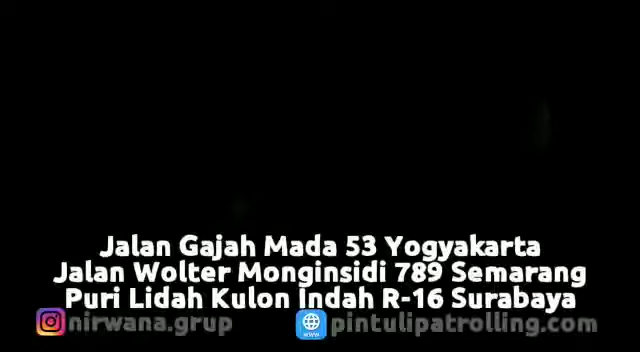 Jalan Gajah Mada 53 Yogyakarta
Jalan Wolter Monginsidi 789 Semarang
Puri Lidah Kulon Indah R-16 Surabaya
nirwana.grup
pintulipatrolling.com